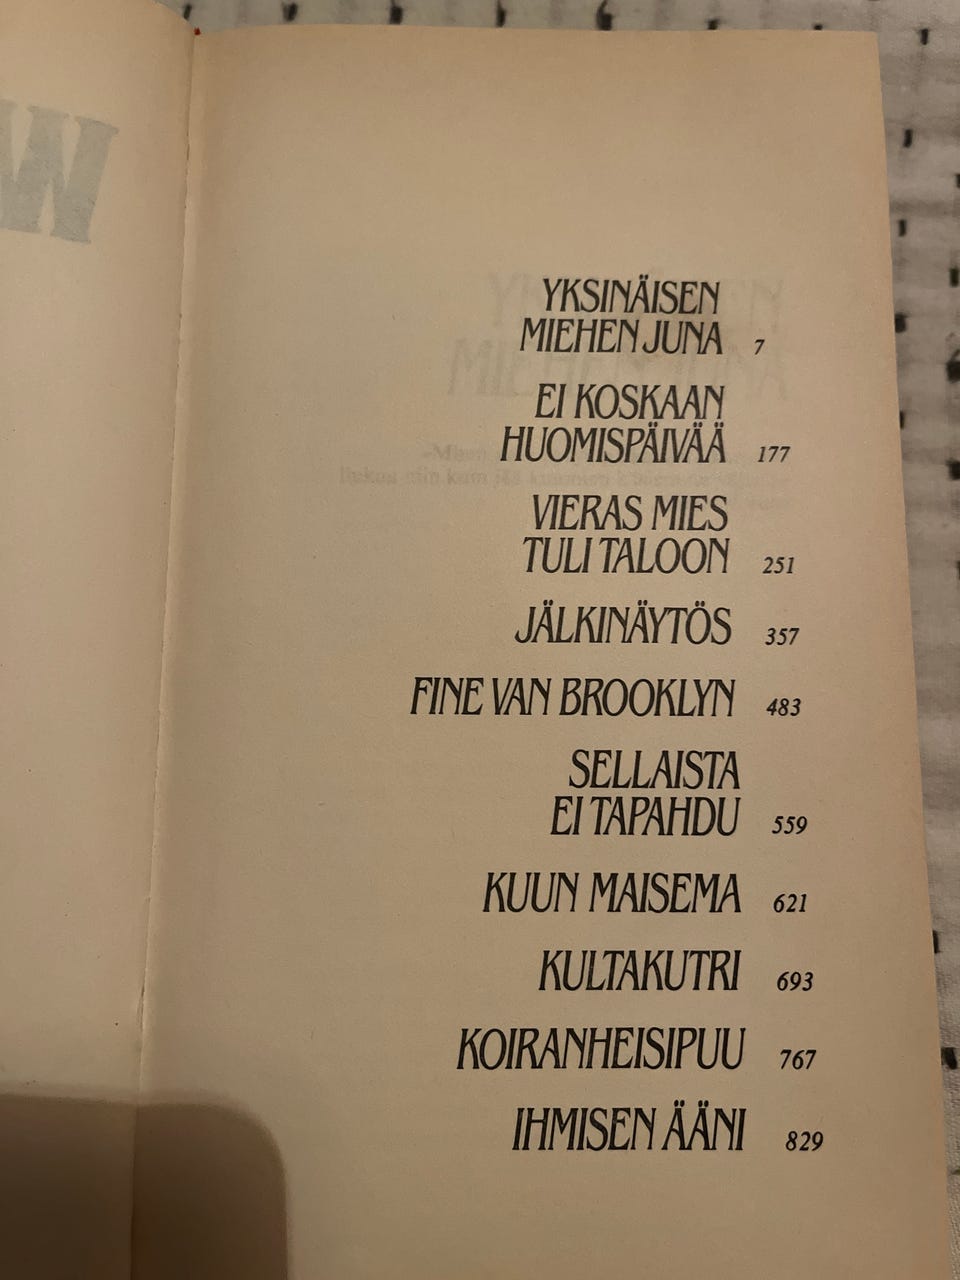 W
YKSINÄISEN
MIEHEN JUNA 7
EI KOSKAAN
HUOMISPÄIVÄÄ 177
VIERAS MIES
TULI TALOON 251
JÄLKINÄYTÖS 357
FINE VAN BROOKLYN 483
SELLAISTA
EI TAPAHDU 559
KUUN MAISEMA 621
KULTAKUTRI 693
KOIRANHEISIPUU 767
IHMISEN ÄÄNI 829